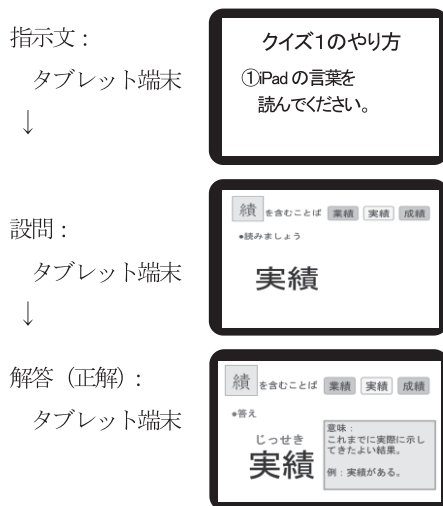 指示文：
タブレット端末
↓
クイズ1のやり方
①iPadの言葉を
読んでください。
設問：
タブレット端末
↓
績を含むことば 業績 実績 成績
●読みましょう
実績
解答（正解）：
タブレット端末
績を含むことば 業績 実績 成績
●答え
じっせき
実績
意味：
これまでに実際に示し
てきたよい結果。
例：実績がある。